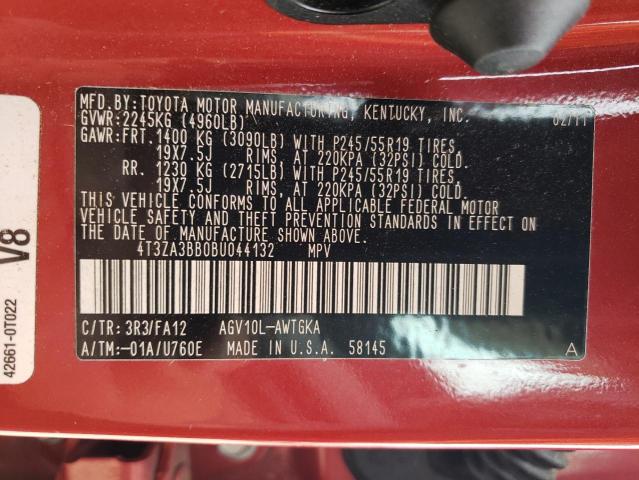 MFD.BY:TOYOTA MOTOR MANUFACTURING, KENTUCKY, INC. 02/11
GVWR:2245KG (4960LB)
GAWR:FRT.1400 KG (3090LB) WITH P245/55R19 TIRES,
19X7.5J RIMS, AT 220KPA (32PSI) COLD.
RR. 1230 KG (2715LB) WITH P245/55R19 TIRES,
19X7.5J RIMS, AT 220KPA (32PSI) COLD.
THIS VEHICLE CONFORMS TO ALL APPLICABLE FEDERAL MOTOR
VEHICLE SAFETY AND THEFT PREVENTION STANDARDS IN EFFECT ON
THE DATE OF MANUFACTURE SHOWN ABOVE.
4T3ZA3BB0BU044132 MPV
C/TR: 3R3/FA12 AGV10L-AWTGKA
A/TM:-01A/U760E MADE IN U.S.A. 58145 A
42661-0T022
V8